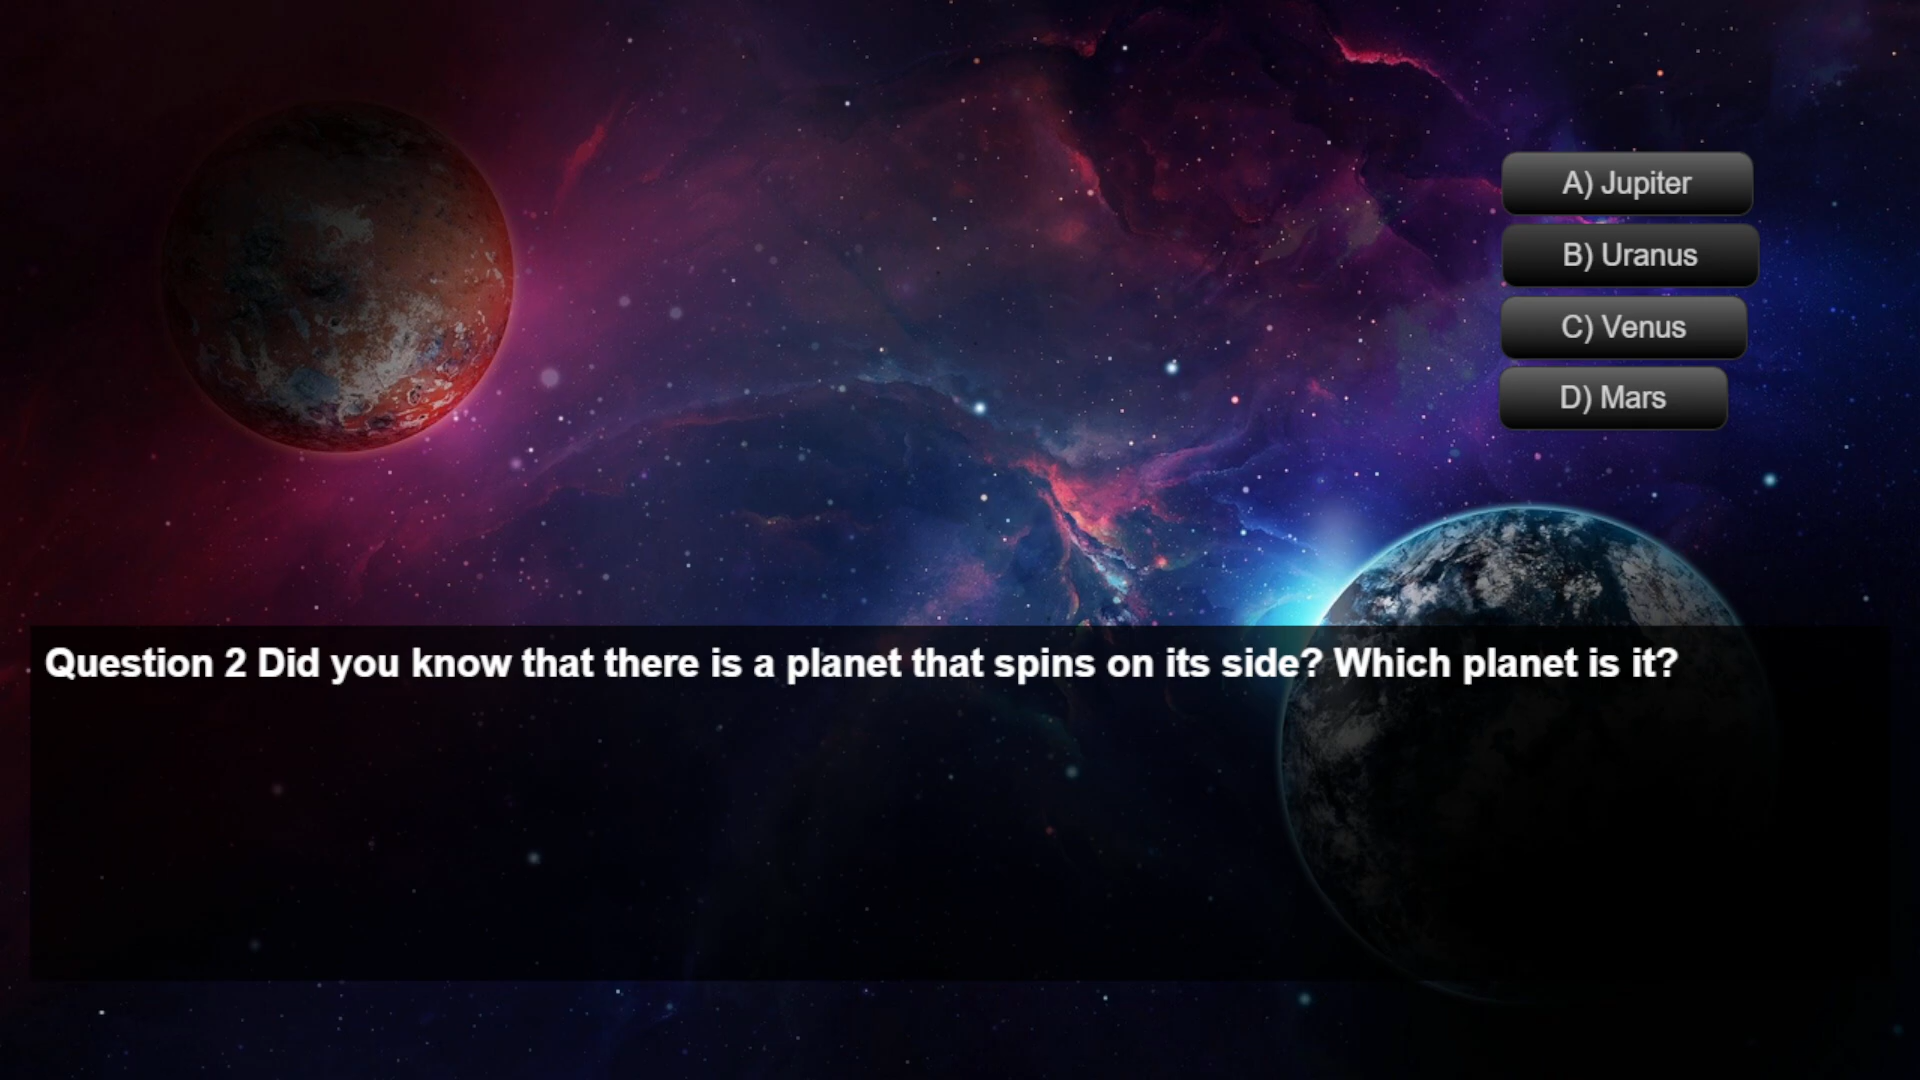 A) Jupiter
B) Uranus
C) Venus
D) Mars
Question 2 Did you know that there is a planet that spins on its side? Which planet is it?